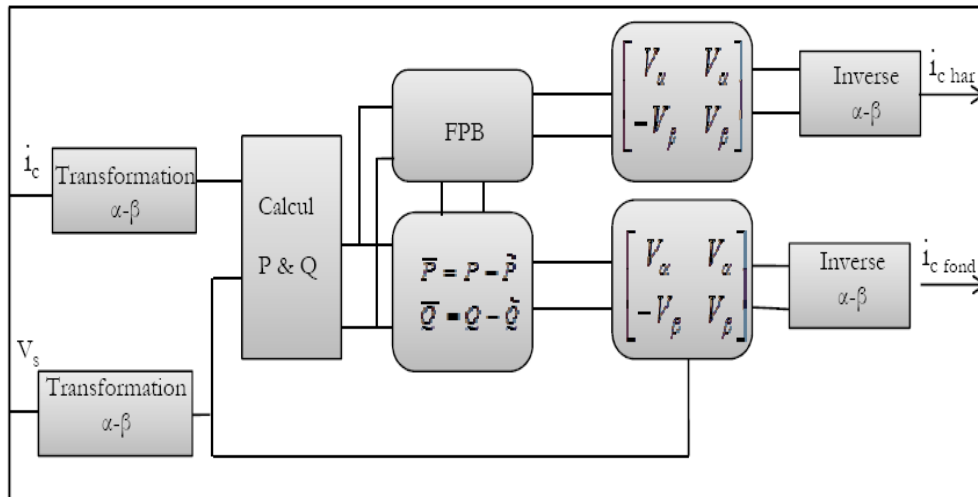 i_c
Transformation
α-β
V_s
Transformation
α-β
Calcul
P & Q
FPB
P̄ = P − P̃
Q̄ = Q − Q̃
V_α V_α
−V_β V_β
V_α V_α
−V_β V_β
Inverse
α-β
i_c har
Inverse
α-β
i_c fond